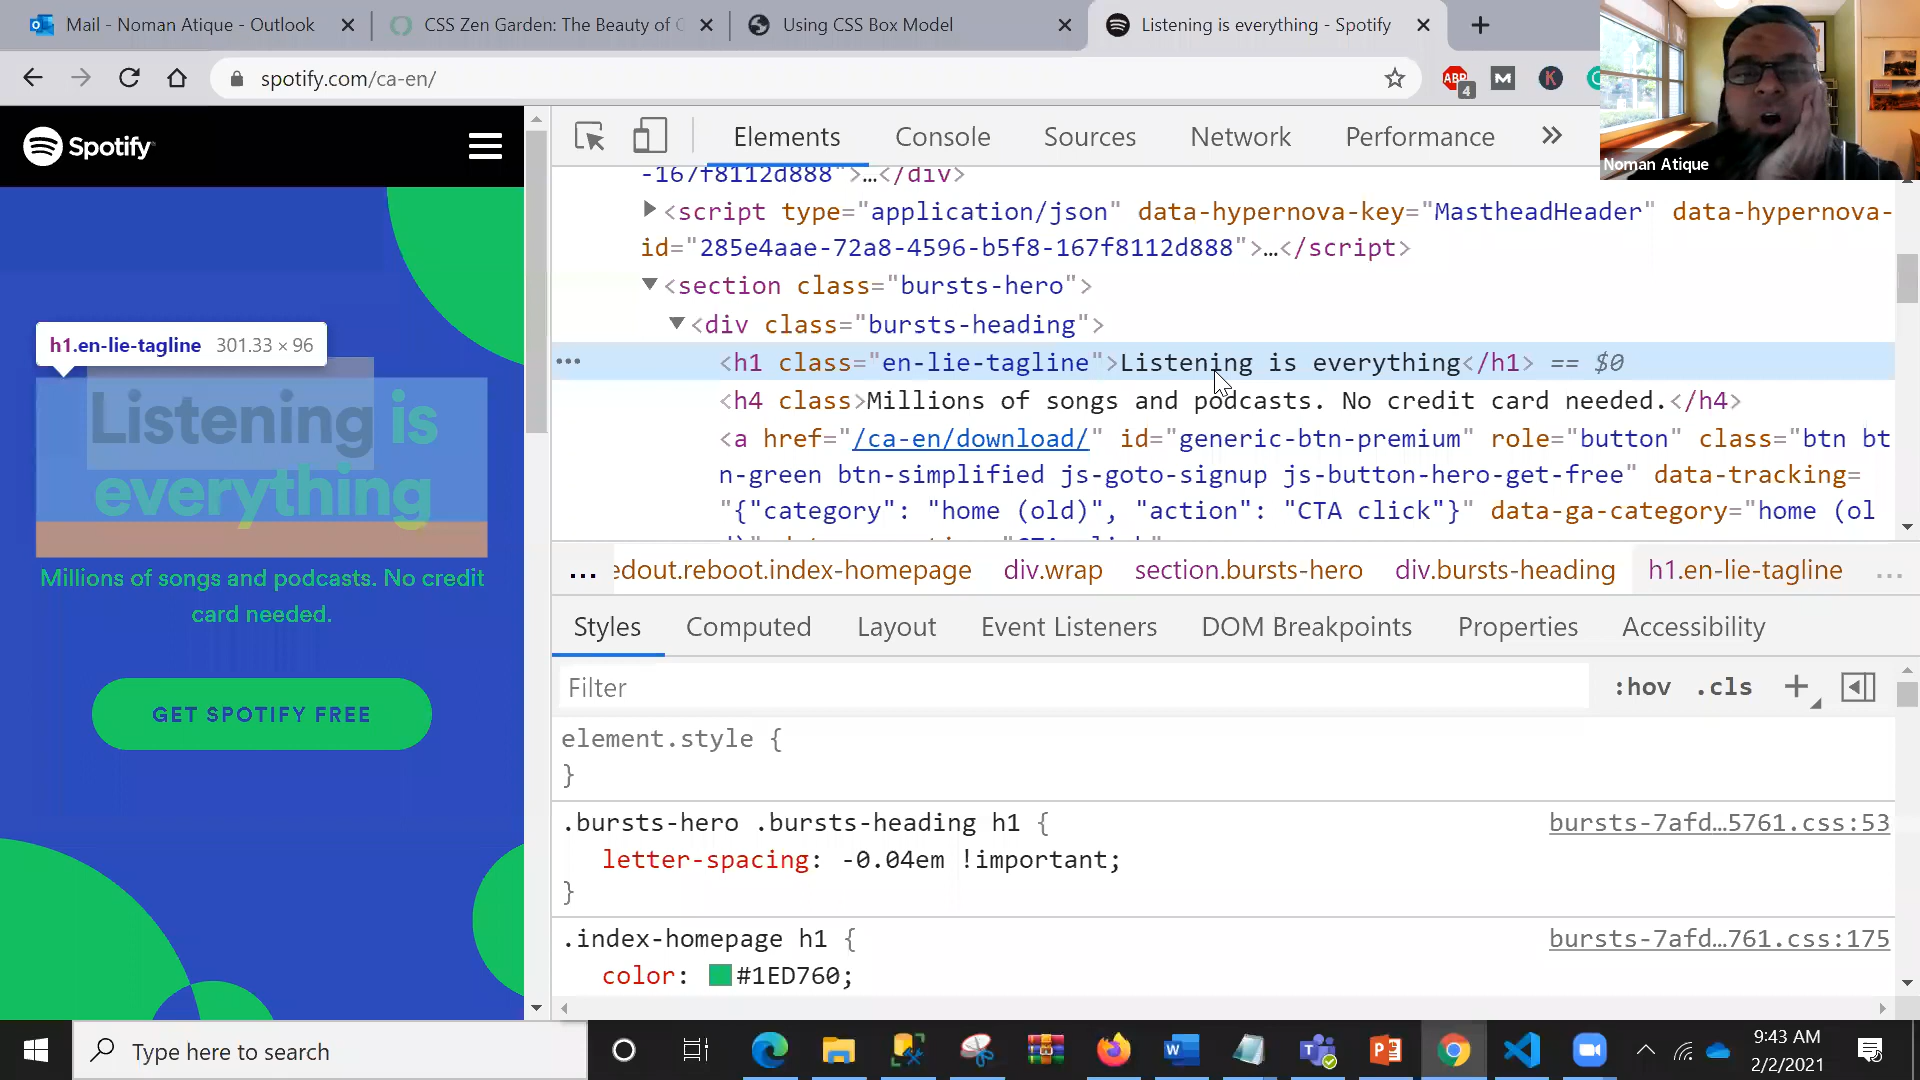 Mail - Noman Atique - Outlook
CSS Zen Garden: The Beauty of C
Using CSS Box Model
Listening is everything - Spotify
spotify.com/ca-en/
ABP
4
M
K
Noman Atique
Spotify
Elements
Console
Sources
Network
Performance
-167f8112d888">…</div>
<script type="application/json" data-hypernova-key="MastheadHeader" data-hypernova-
id="285e4aae-72a8-4596-b5f8-167f8112d888">…</script>
<section class="bursts-hero">
<div class="bursts-heading">
<h1 class="en-lie-tagline">Listening is everything</h1> == $0
<h4 class>Millions of songs and podcasts. No credit card needed.</h4>
<a href="/ca-en/download/" id="generic-btn-premium" role="button" class="btn bt
n-green btn-simplified js-goto-signup js-button-hero-get-free" data-tracking=
"{"category": "home (old)", "action": "CTA click"}" data-ga-category="home (ol
h1.en-lie-tagline 301.33 × 96
Listening is
everything
Millions of songs and podcasts. No credit
card needed.
GET SPOTIFY FREE
... edout.reboot.index-homepage div.wrap section.bursts-hero div.bursts-heading h1.en-lie-tagline ...
Styles
Computed
Layout
Event Listeners
DOM Breakpoints
Properties
Accessibility
Filter
:hov .cls
element.style {
}
.bursts-hero .bursts-heading h1 {
bursts-7afd…5761.css:53
letter-spacing: -0.04em !important;
}
.index-homepage h1 {
bursts-7afd…761.css:175
color: #1ED760;
Type here to search
9:43 AM
2/2/2021